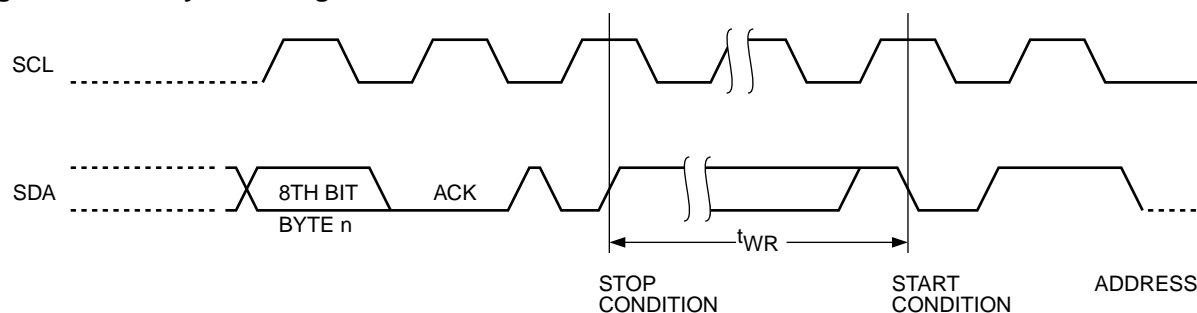 SCL
SDA
8TH BIT
ACK
BYTE n
tWR
STOP
CONDITION
START
CONDITION
ADDRESS